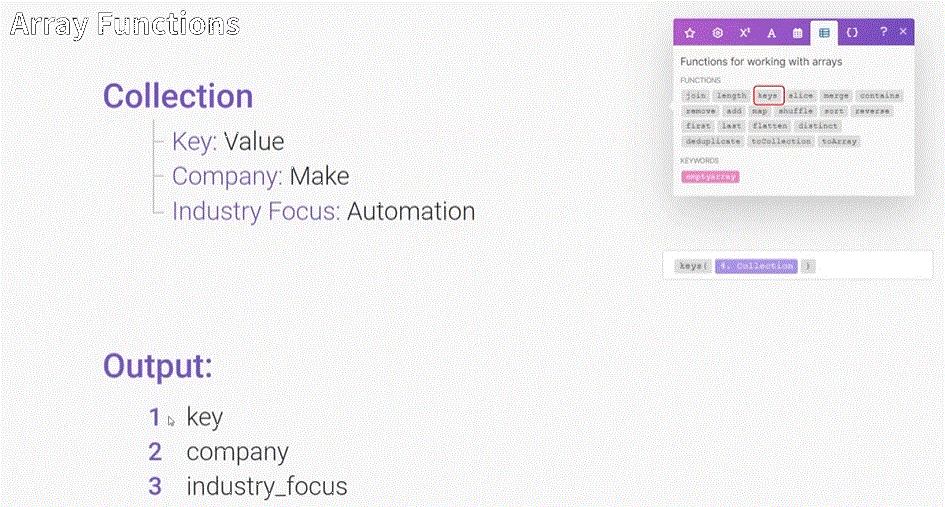 Array Functions
Collection
Key: Value
Company: Make
Industry Focus: Automation
Output:
1 key
2 company
3 industry_focus
X¹ A {} ? ×
Functions for working with arrays
FUNCTIONS
join length keys slice merge contains
remove add map shuffle sort reverse
first last flatten distinct
deduplicate toCollection toArray
KEYWORDS
emptyarray
keys( 4. Collection )